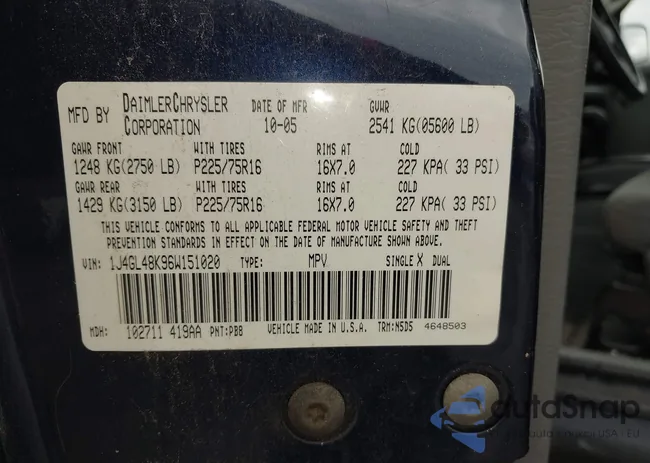 MFD BY DAIMLERCHRYSLER CORPORATION DATE OF MFR 10-05 GVWR 2541 KG(05600 LB)
GAWR FRONT WITH TIRES RIMS AT COLD
1248 KG(2750 LB) P225/75R16 16X7.0 227 KPA( 33 PSI)
GAWR REAR WITH TIRES RIMS AT COLD
1429 KG(3150 LB) P225/75R16 16X7.0 227 KPA( 33 PSI)
THIS VEHICLE CONFORMS TO ALL APPLICABLE FEDERAL MOTOR VEHICLE SAFETY AND THEFT
PREVENTION STANDARDS IN EFFECT ON THE DATE OF MANUFACTURE SHOWN ABOVE.
VIN: 1J4GL48K96W151020 TYPE: MPV SINGLE X DUAL
MDH: 102711 419AA PNT:PBB VEHICLE MADE IN U.S.A. TRM:N5D5 4648503
autoSnap
USA - EU